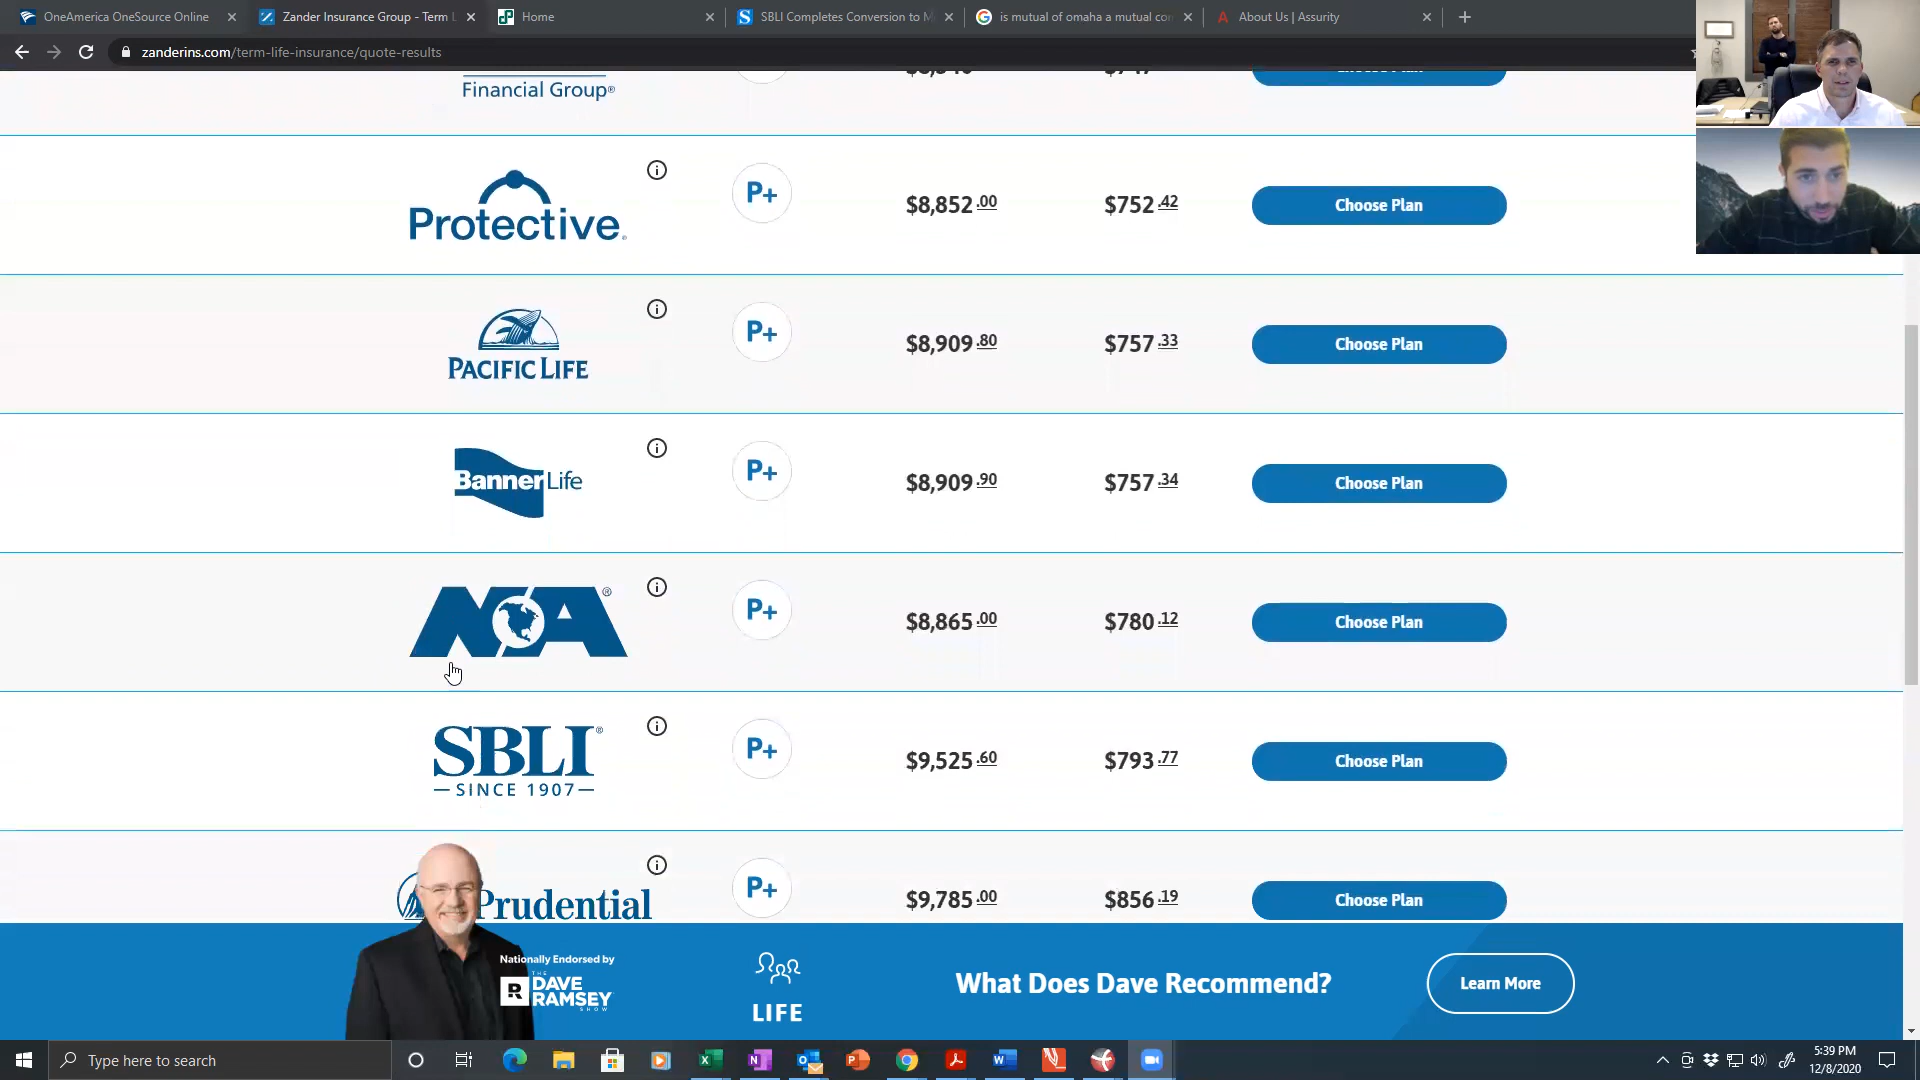 OneAmerica OneSource Online
Zander Insurance Group - Term L
Home
SBLI Completes Conversion to M
is mutual of omaha a mutual com
About Us | Assurity
zanderins.com/term-life-insurance/quote-results
Financial Group®
Protective®
P+
$8,852.00
$752.42
Choose Plan
PACIFIC LIFE
P+
$8,909.80
$757.33
Choose Plan
BannerLife
P+
$8,909.90
$757.34
Choose Plan
NA®
P+
$8,865.00
$780.12
Choose Plan
SBLI®
SINCE 1907
P+
$9,525.60
$793.77
Choose Plan
Prudential
P+
$9,785.00
$856.19
Choose Plan
Nationally Endorsed by
THE
DAVE
RAMSEY
SHOW
R
LIFE
What Does Dave Recommend?
Learn More
Type here to search
5:39 PM
12/8/2020